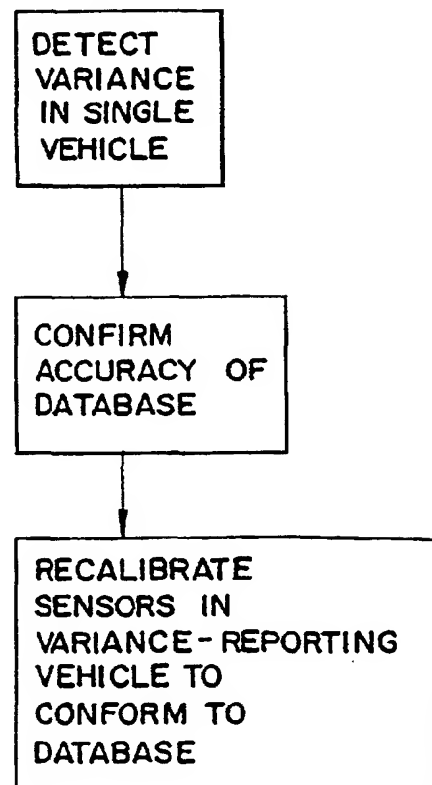 DETECT
VARIANCE
IN SINGLE
VEHICLE
CONFIRM
ACCURACY OF
DATABASE
RECALIBRATE
SENSORS IN
VARIANCE-REPORTING
VEHICLE TO
CONFORM TO
DATABASE